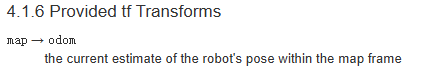 4.1.6 Provided tf Transforms
map → odom
the current estimate of the robot's pose within the map frame